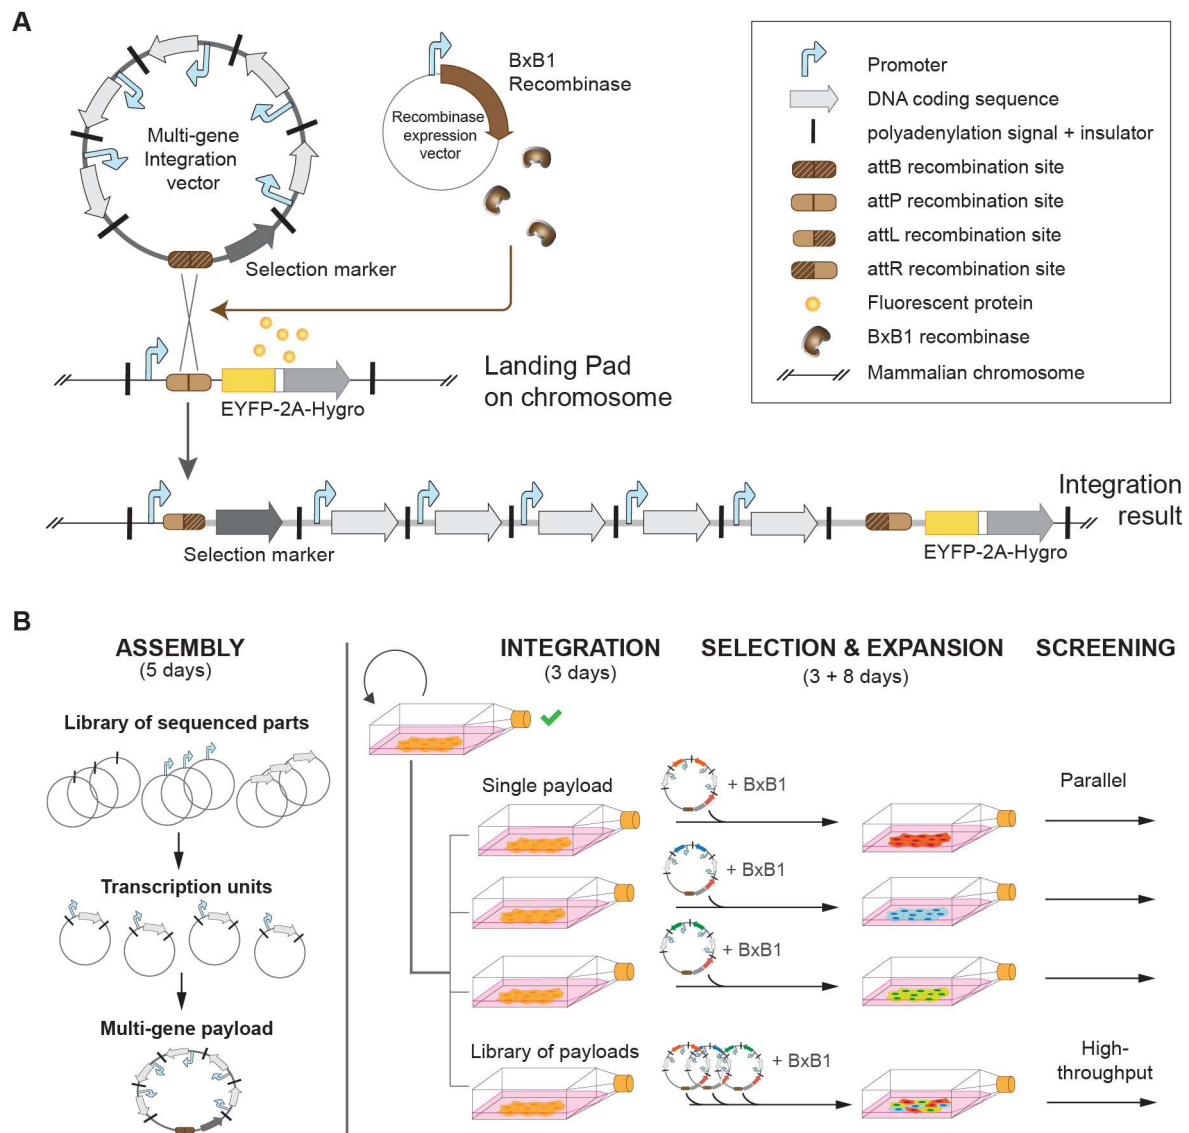 A
Multi-gene
Integration
vector
BxB1
Recombinase
Recombinase
expression
vector
Selection marker
EYFP-2A-Hygro
Landing Pad
on chromosome
Promoter
DNA coding sequence
polyadenylation signal + insulator
attB recombination site
attP recombination site
attL recombination site
attR recombination site
Fluorescent protein
BxB1 recombinase
Mammalian chromosome
Integration
result
Selection marker
EYFP-2A-Hygro
B
ASSEMBLY
(5 days)
Library of sequenced parts
Transcription units
Multi-gene payload
INTEGRATION
(3 days)
SELECTION & EXPANSION
(3 + 8 days)
SCREENING
Single payload
+ BxB1
Parallel
+ BxB1
+ BxB1
Library of payloads
+ BxB1
High-
throughput